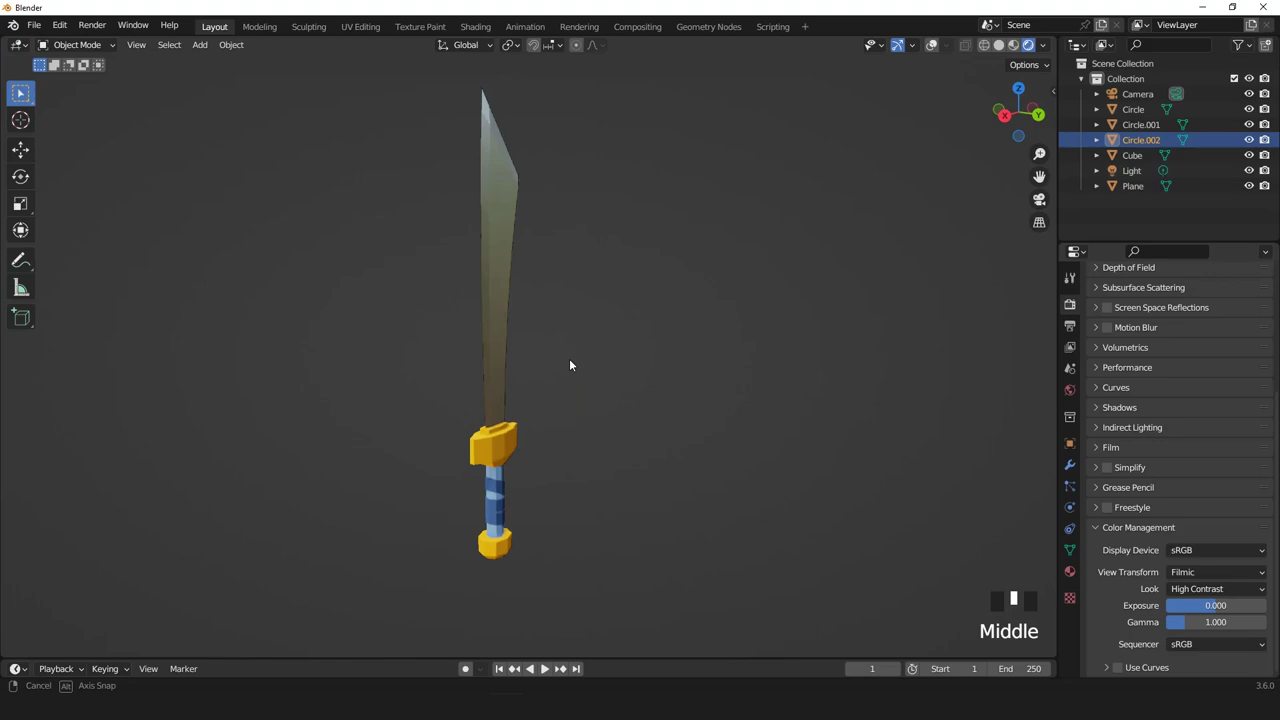 Blender
File Edit Render Window Help Layout Modeling Sculpting UV Editing Texture Paint Shading Animation Rendering Compositing Geometry Nodes Scripting + Scene ViewLayer
Object Mode View Select Add Object Global
Options
Scene Collection
Collection
Camera
Circle
Circle.001
Circle.002
Cube
Light
Plane
Z
X
Y
Depth of Field
Subsurface Scattering
Screen Space Reflections
Motion Blur
Volumetrics
Performance
Curves
Shadows
Indirect Lighting
Film
Simplify
Grease Pencil
Freestyle
Color Management
Display Device sRGB
View Transform Filmic
Look High Contrast
Exposure 0.000
Gamma 1.000
Sequencer sRGB
Use Curves
Middle
Playback Keying View Marker 1 Start 1 End 250
Cancel Alt Axis Snap 3.6.0